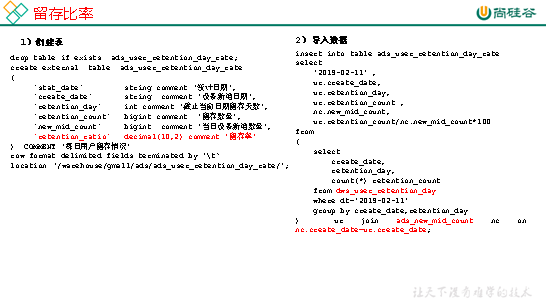 留存比率
尚硅谷
1）创建表
drop table if exists ads_user_retention_day_rate;
create external table ads_user_retention_day_rate
(
`stat_date` string comment '统计日期',
`create_date` string comment '设备新增日期',
`retention_day` int comment '截止当前日期留存天数',
`retention_count` bigint comment '留存数量',
`new_mid_count` bigint comment '当日设备新增数量',
`retention_ratio` decimal(10,2) comment '留存率'
) COMMENT '每日用户留存情况'
row format delimited fields terminated by '\t'
location '/warehouse/gmall/ads/ads_user_retention_day_rate/';
2）导入数据
insert into table ads_user_retention_day_rate
select
'2019-02-11' ,
uc.create_date,
uc.retention_day,
uc.retention_count ,
nc.new_mid_count,
uc.retention_count/nc.new_mid_count*100
from
(
select
create_date,
retention_day,
count(*) retention_count
from dws_user_retention_day
where dt='2019-02-11'
group by create_date,retention_day
) uc join ads_new_mid_count nc on
nc.create_date=uc.create_date;
让天下没有难学的技术